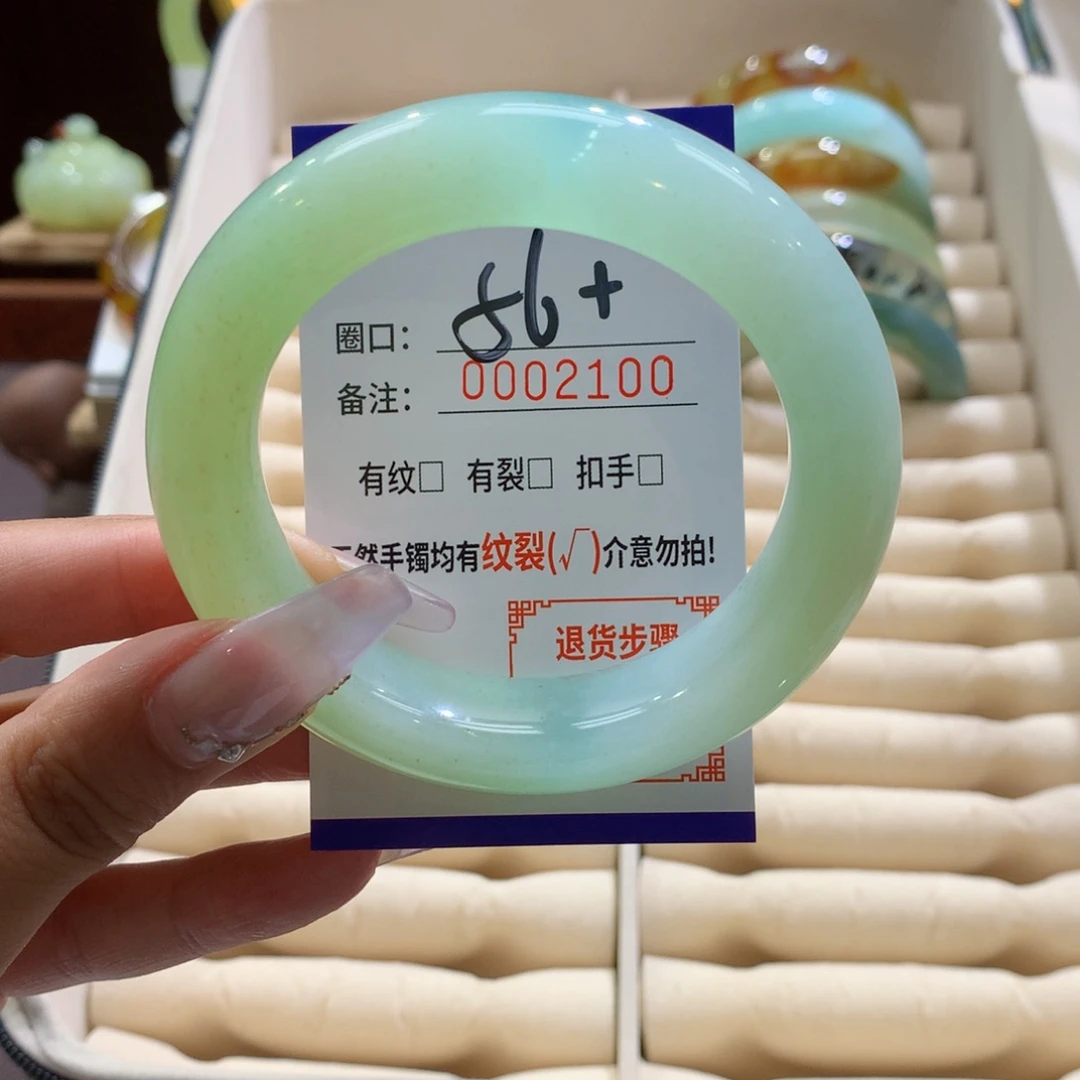 圈口: 56+
备注: 0002100
有纹□ 有裂□ 扣手□
然手镯均有纹裂(√)介意勿拍!
退货步骤